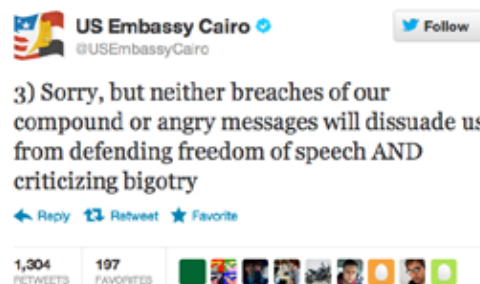 US Embassy Cairo
Follow
@USEmbassyCairo
3) Sorry, but neither breaches of our
compound or angry messages will dissuade us
from defending freedom of speech AND
criticizing bigotry
Reply Retweet Favorite
1,304 197
RETWEETS FAVORITES